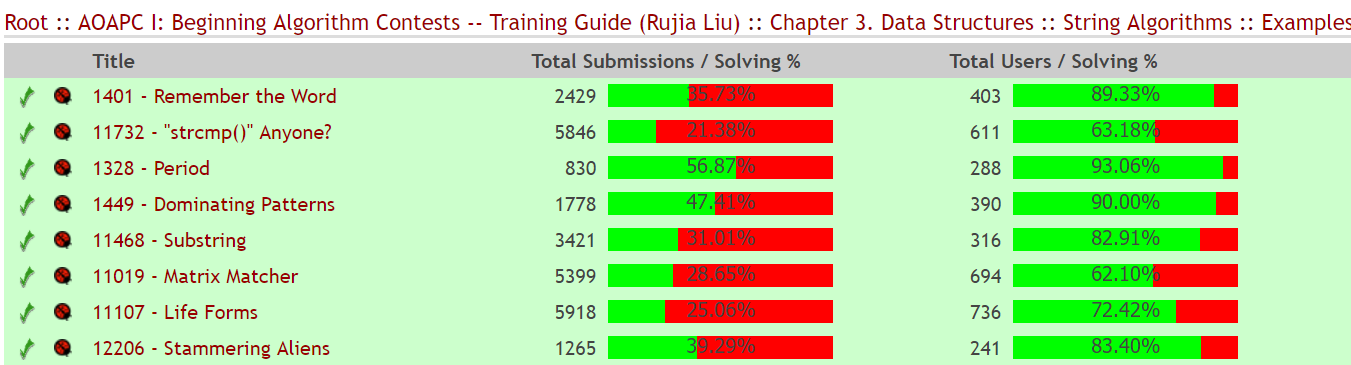 Root :: AOAPC I: Beginning Algorithm Contests -- Training Guide (Rujia Liu) :: Chapter 3. Data Structures :: String Algorithms :: Examples
Title Total Submissions / Solving % Total Users / Solving %
1401 - Remember the Word 2429 35.73% 403 89.33%
11732 - "strcmp()" Anyone? 5846 21.38% 611 63.18%
1328 - Period 830 56.87% 288 93.06%
1449 - Dominating Patterns 1778 47.41% 390 90.00%
11468 - Substring 3421 31.01% 316 82.91%
11019 - Matrix Matcher 5399 28.65% 694 62.10%
11107 - Life Forms 5918 25.06% 736 72.42%
12206 - Stammering Aliens 1265 39.29% 241 83.40%